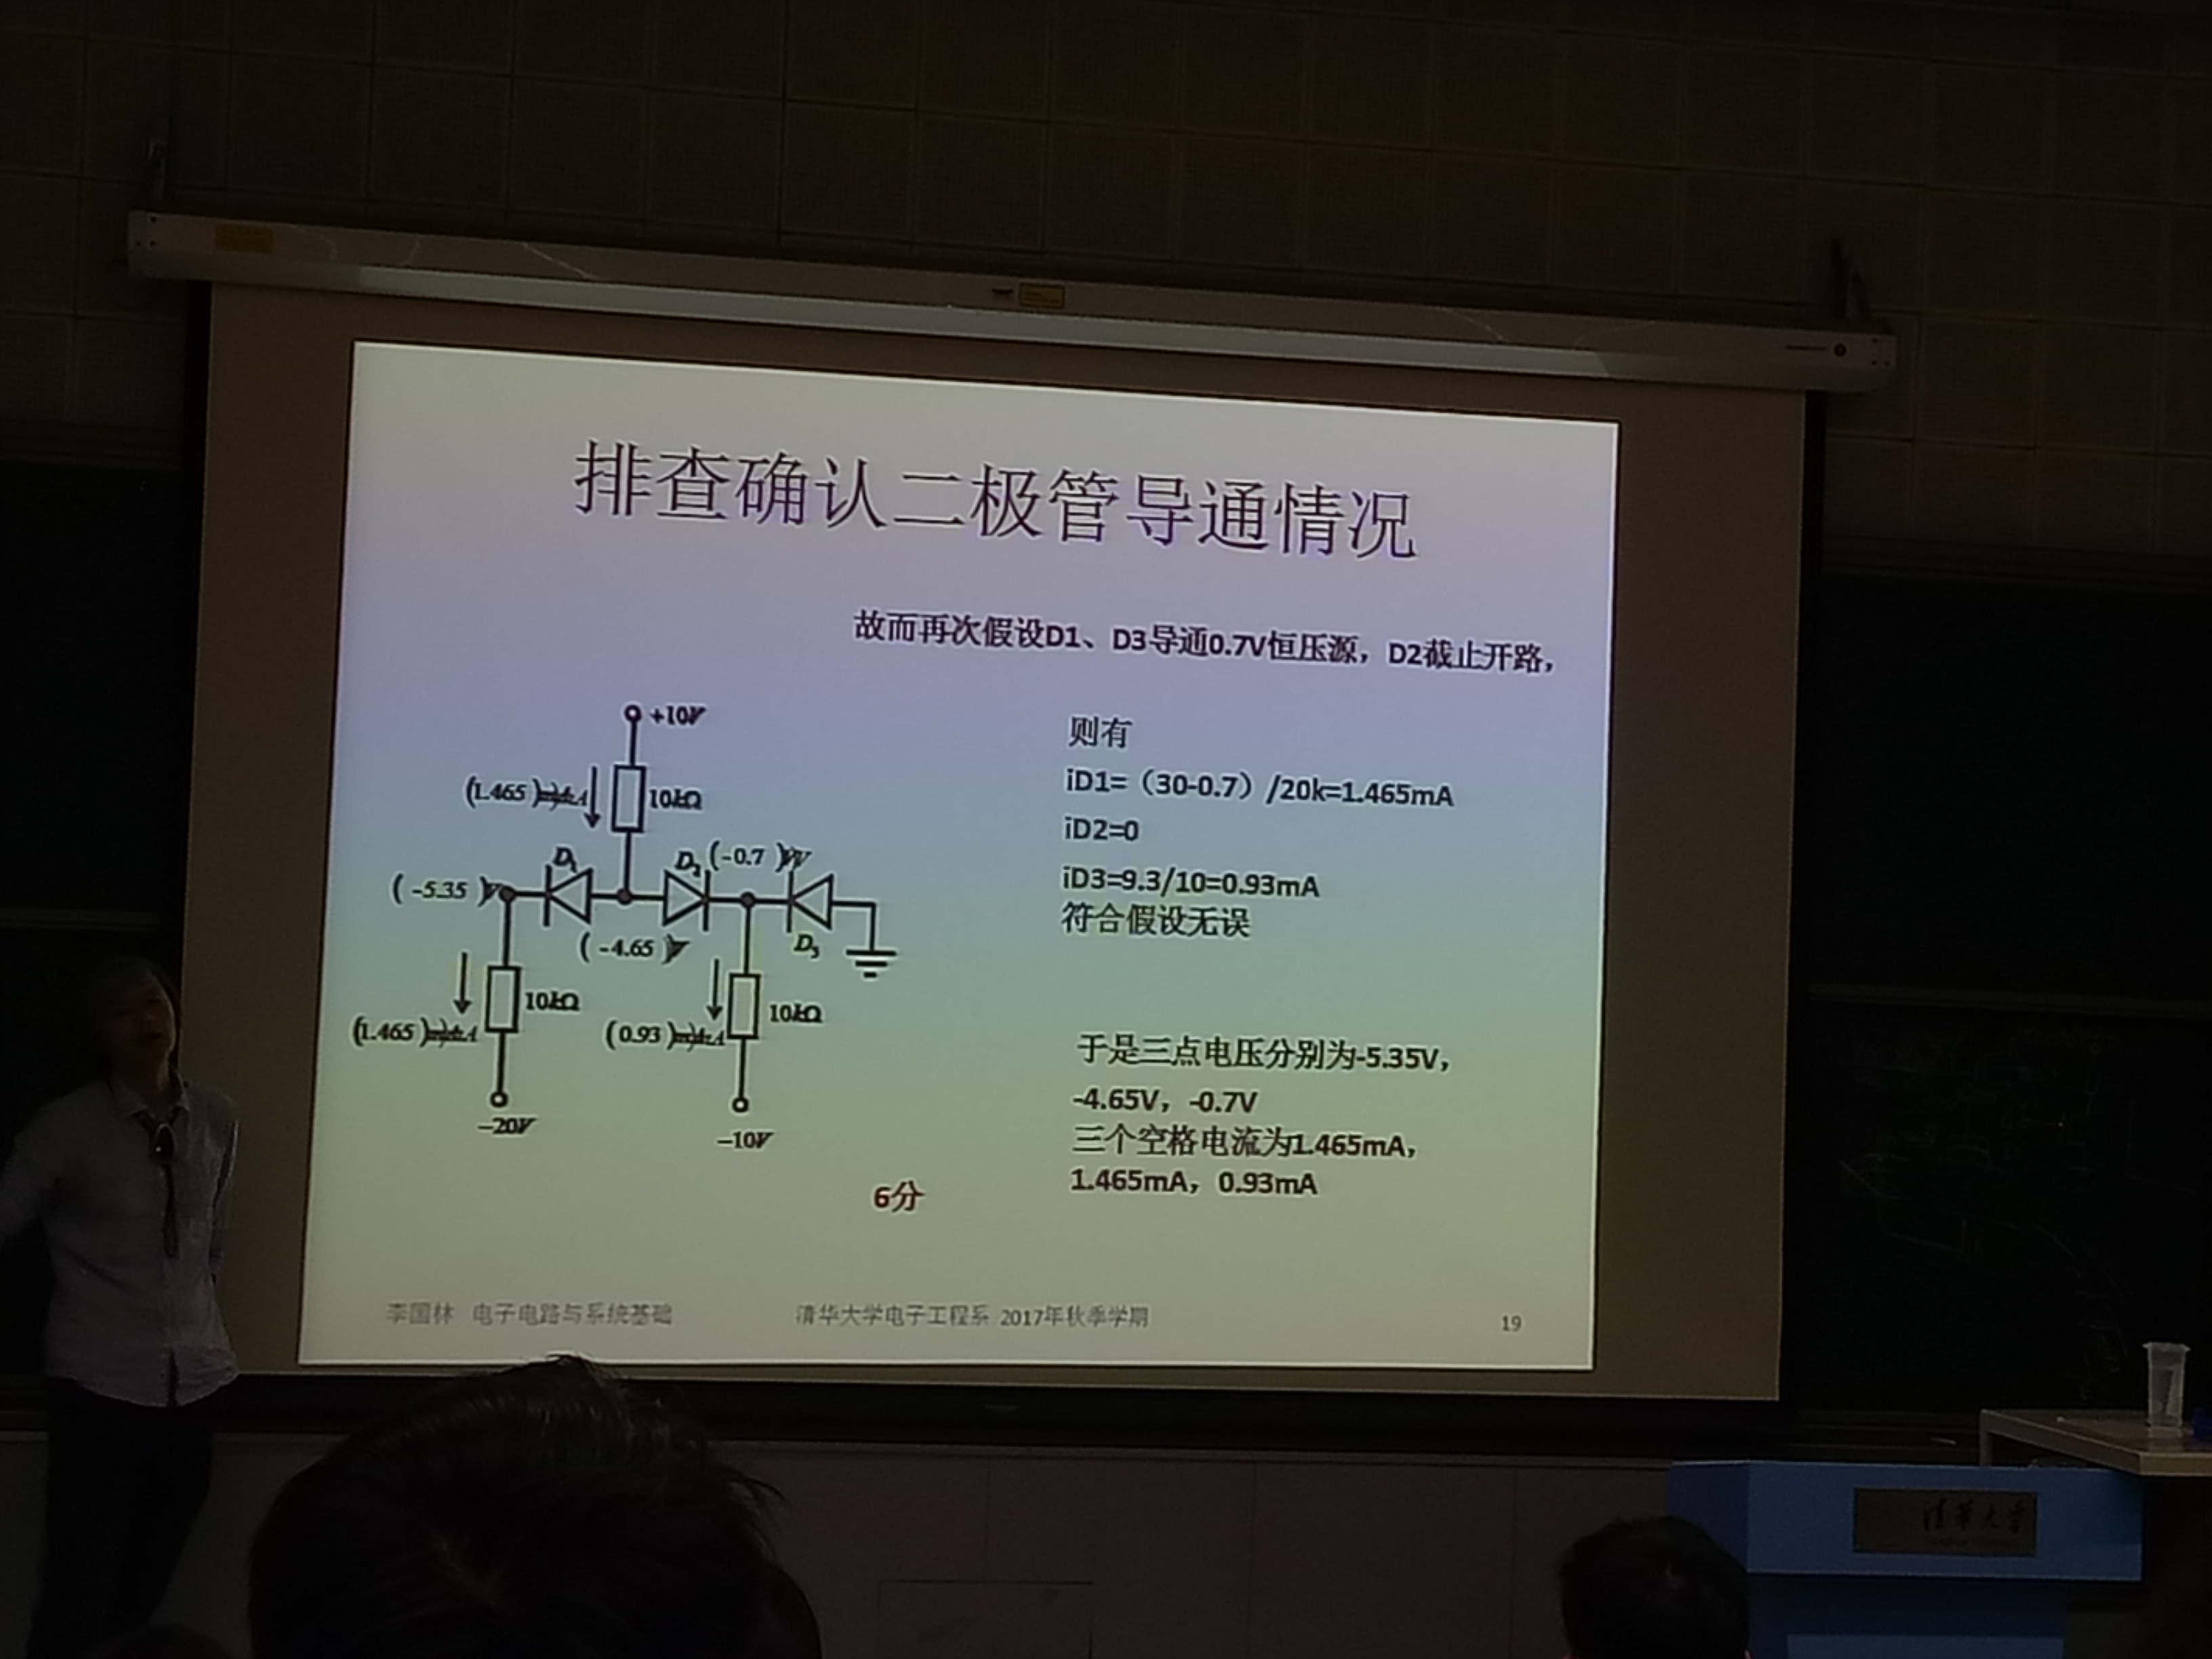 排查确认二极管导通情况
故而再次假设D1、D3导通0.7V恒压源，D2截止开路，
则有
iD1=（30-0.7）/20k=1.465mA
iD2=0
iD3=9.3/10=0.93mA
符合假设无误
于是三点电压分别为-5.35V，
-4.65V，-0.7V
三个空格电流为1.465mA，
1.465mA，0.93mA
+10V
(1.465)
10kΩ
D1
D2
(-0.7)V
(-5.35)V
(-4.65)V
D3
10kΩ
(1.465)
(0.93)
10kΩ
-20V
-10V
6分
李国林 电子电路与系统基础
清华大学电子工程系 2017年秋季学期
19
清华大学